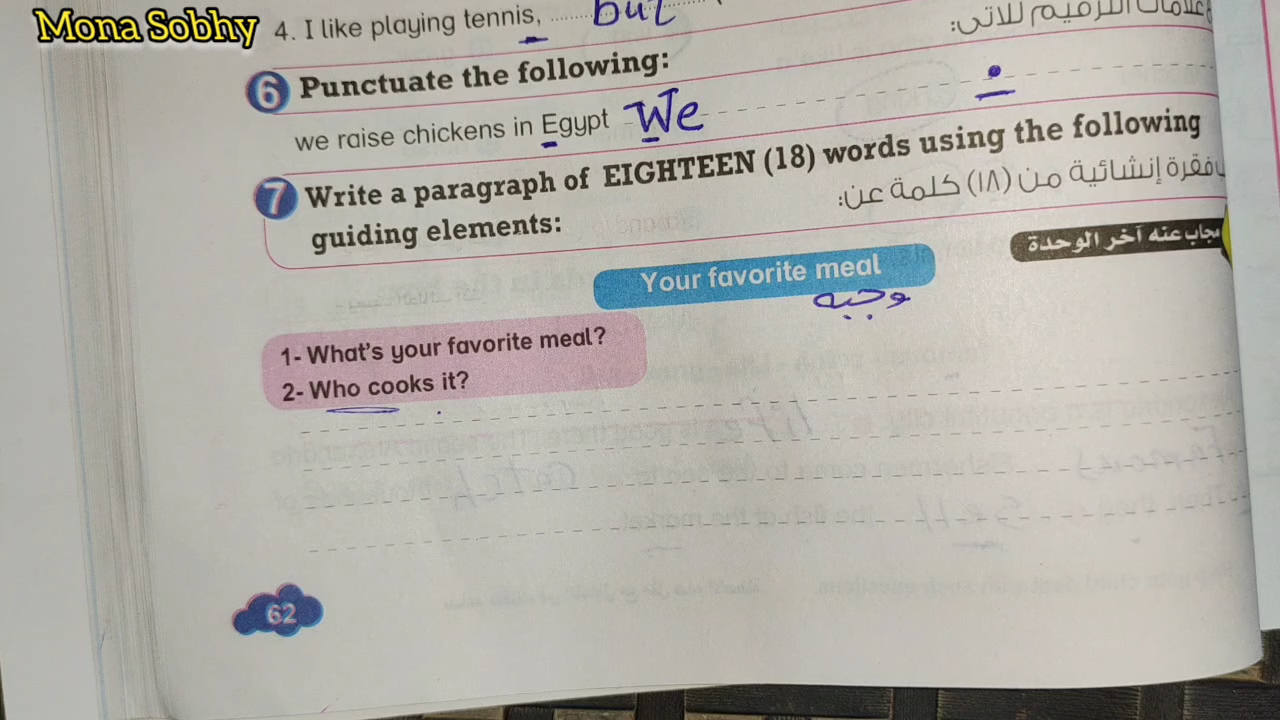 Mona Sobhy
4. I like playing tennis, ........ but
علامات الترقيم للآتى:
6 Punctuate the following:
we raise chickens in Egypt We .
7 Write a paragraph of EIGHTEEN (18) words using the following
guiding elements:
فقرة إنشائية من (١٨) كلمة عن:
مجاب عنه آخر الوحدة
Your favorite meal
وجبه
1- What's your favorite meal?
2- Who cooks it?
62